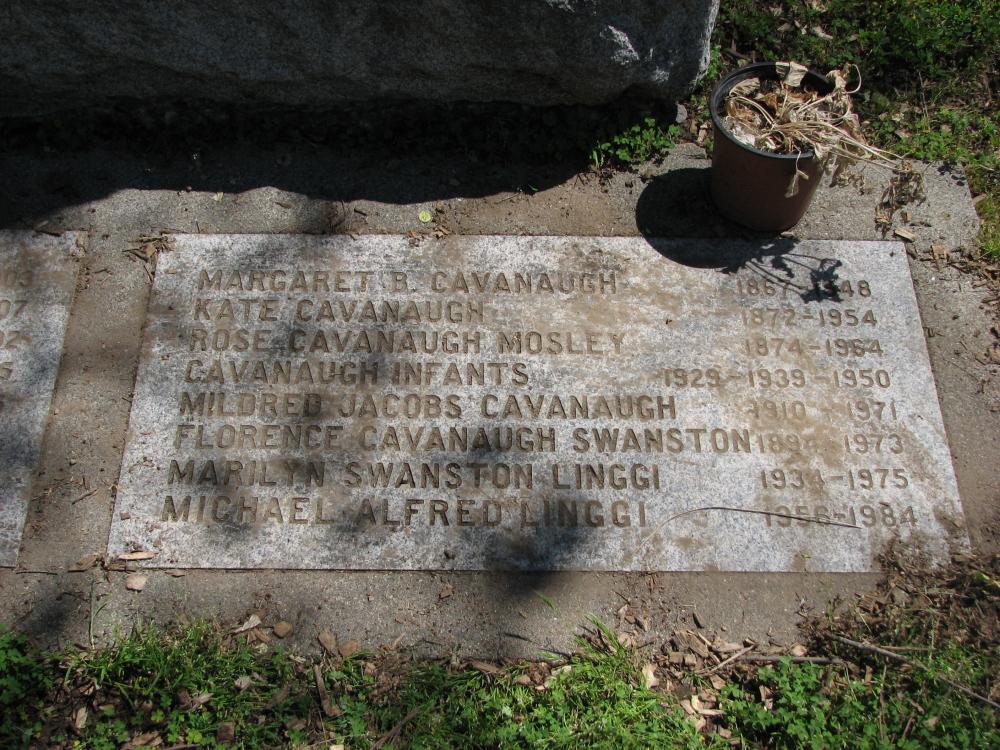 MARGARET B. CAVANAUGH 1867-1948
KATE CAVANAUGH 1872-1954
ROSE CAVANAUGH MOSLEY 1874-1964
CAVANAUGH INFANTS 1929-1939-1950
MILDRED JACOBS CAVANAUGH 1910-1971
FLORENCE CAVANAUGH SWANSTON 1894-1973
MARILYN SWANSTON LINGGI 1934-1975
MICHAEL ALFRED LINGGI 1956-1984